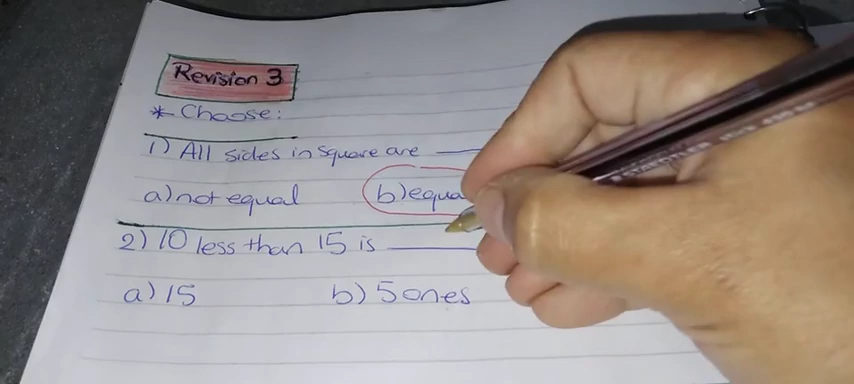 Revision 3
* Choose:
1) All sides in square are
a) not equal b) equa
2) 10 less than 15 is
a) 15 b) 5 ones